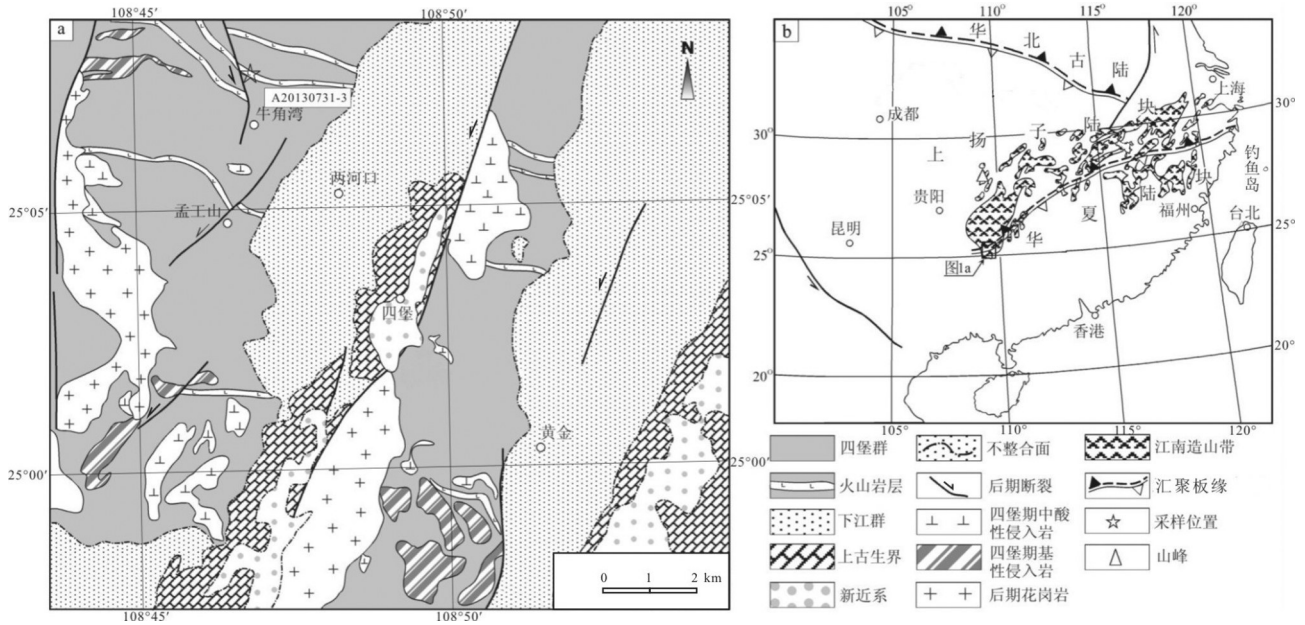 108°45′
108°50′
a
N
A20130731-3
牛角湾
两河口
25°05′
孟王山
四堡
黄金
25°00′
25°00′
0 1 2 km
108°45′
108°50′
105°
110°
115°
120°
b
华北古陆
上海
30°
30°
成都
上扬子陆块
25°05′
贵阳
昆明
华夏陆块
福州
钓鱼岛
台北
25°
25°
图1a
香港
20°
20°
105°
110°
115°
120°
四堡群
不整合面
江南造山带
火山岩层
后期断裂
汇聚板缘
下江群
四堡期中酸
性侵入岩
采样位置
上古生界
四堡期基
性侵入岩
山峰
新近系
后期花岗岩